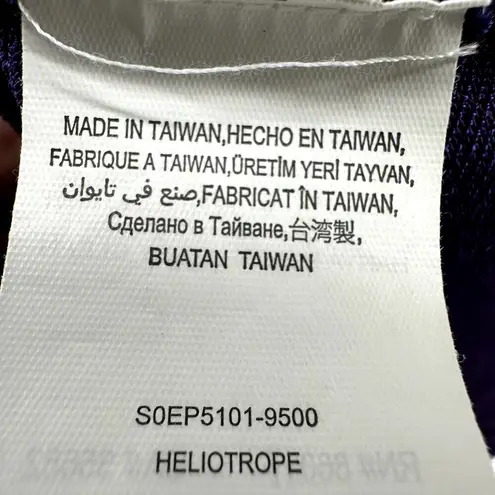 MADE IN TAIWAN,HECHO EN TAIWAN,
FABRIQUE A TAIWAN,ÜRETİM YERİ TAYVAN,
صنع في تايوان,FABRICAT ÎN TAIWAN,
Сделано в Тайване,台湾製,
BUATAN TAIWAN
S0EP5101-9500
HELIOTROPE